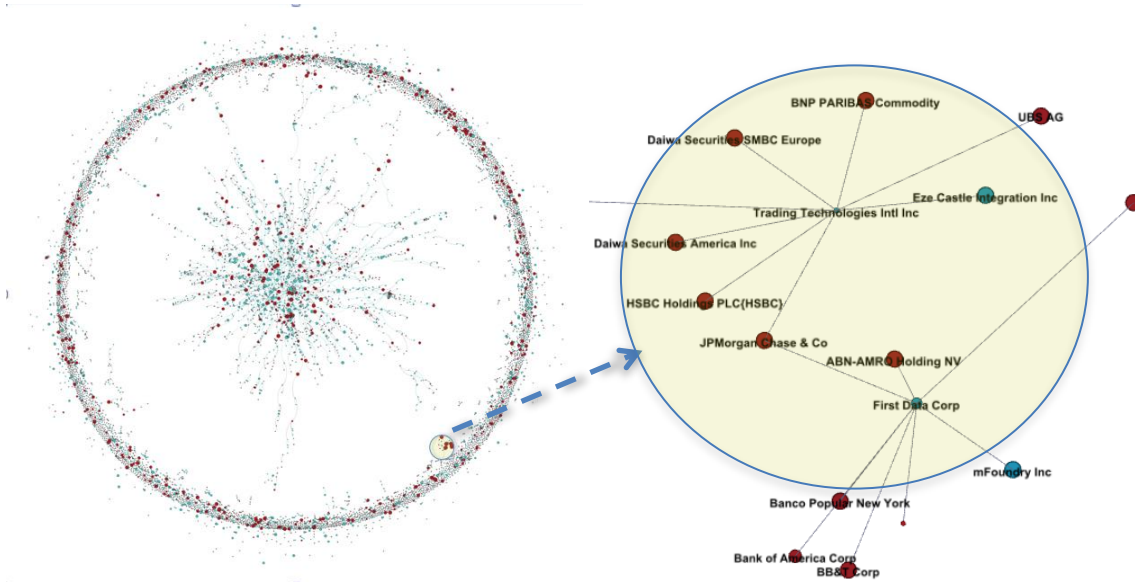 BNP PARIBAS Commodity
UBS AG
Daiwa Securities SMBC Europe
Eze Castle Integration Inc
Trading Technologies Intl Inc
Daiwa Securities America Inc
HSBC Holdings PLC{HSBC}
JPMorgan Chase & Co
ABN-AMRO Holding NV
First Data Corp
mFoundry Inc
Banco Popular New York
Bank of America Corp
BB&T Corp